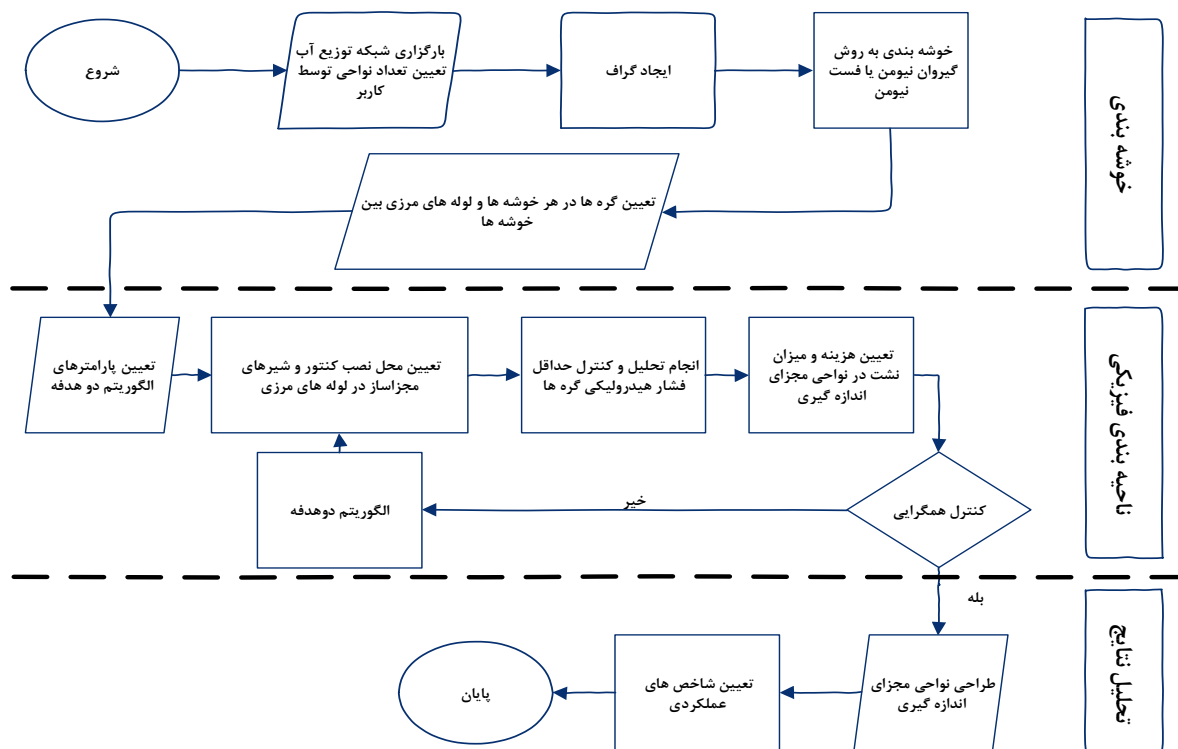 شروع
بارگزاری شبکه توزیع آب
تعیین تعداد نواحی توسط
کاربر
ایجاد گراف
خوشه بندی به روش
گیروان نیومن یا فست
نیومن
خوشه بندی
تعیین گره ها در هر خوشه ها و لوله های مرزی بین
خوشه ها
تعیین پارامترهای
الگوریتم دو هدفه
تعیین محل نصب کنتور و شیرهای
مجزاساز در لوله های مرزی
انجام تحلیل و کنترل حداقل
فشار هیدرولیکی گره ها
تعیین هزینه و میزان
نشت در نواحی مجزای
اندازه گیری
ناحیه بندی فیزیکی
کنترل همگرایی
خیر
الگوریتم دوهدفه
بله
طراحی نواحی مجزای
اندازه گیری
تعیین شاخص های
عملکردی
پایان
تحلیل نتایج